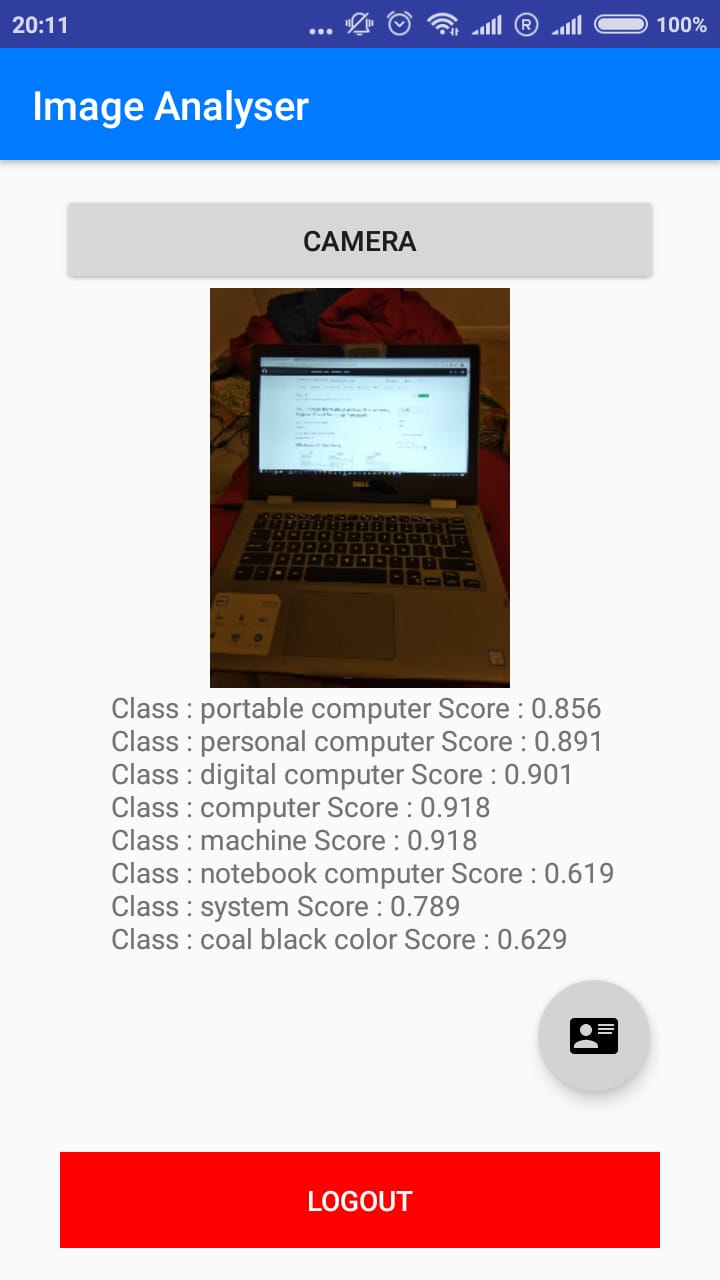 20:11
R
100%
Image Analyser
CAMERA
DELL
Class : portable computer Score : 0.856
Class : personal computer Score : 0.891
Class : digital computer Score : 0.901
Class : computer Score : 0.918
Class : machine Score : 0.918
Class : notebook computer Score : 0.619
Class : system Score : 0.789
Class : coal black color Score : 0.629
LOGOUT